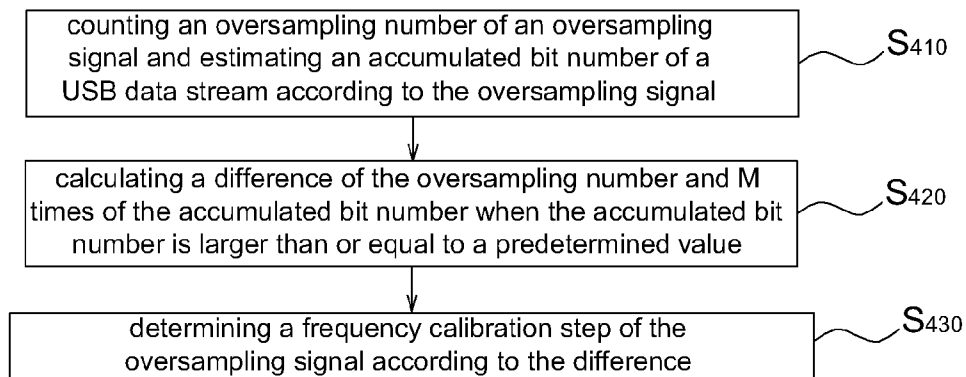 counting an oversampling number of an oversampling
signal and estimating an accumulated bit number of a
USB data stream according to the oversampling signal
S410
calculating a difference of the oversampling number and M
times of the accumulated bit number when the accumulated bit
number is larger than or equal to a predetermined value
S420
determining a frequency calibration step of the
oversampling signal according to the difference
S430